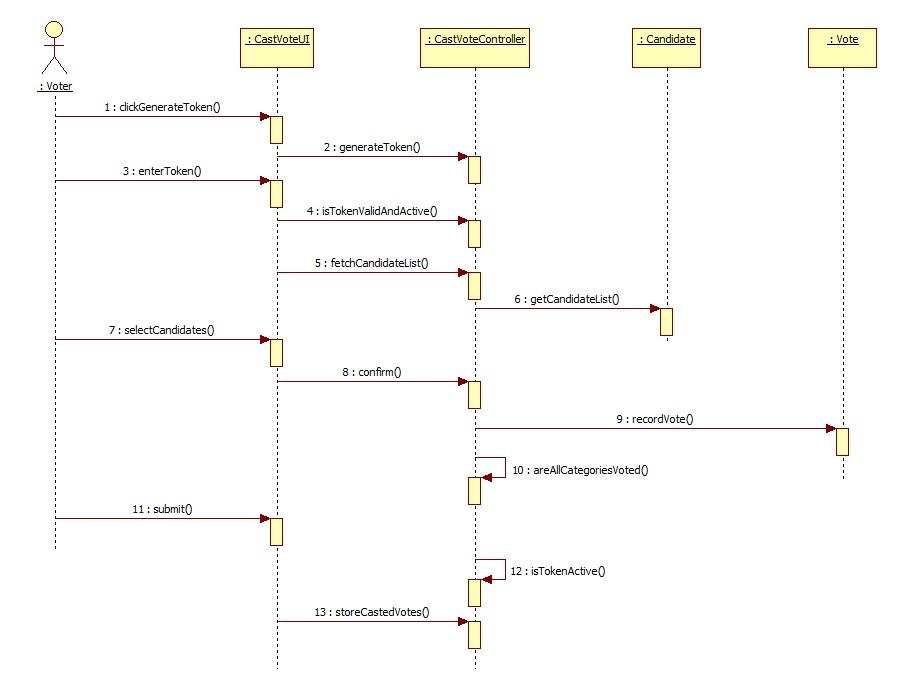 : CastVoteUI
: CastVoteController
: Candidate
: Vote
: Voter
1 : clickGenerateToken()
2 : generateToken()
3 : enterToken()
4 : isTokenValidAndActive()
5 : fetchCandidateList()
6 : getCandidateList()
7 : selectCandidates()
8 : confirm()
9 : recordVote()
10 : areAllCategoriesVoted()
11 : submit()
12 : isTokenActive()
13 : storeCastedVotes()